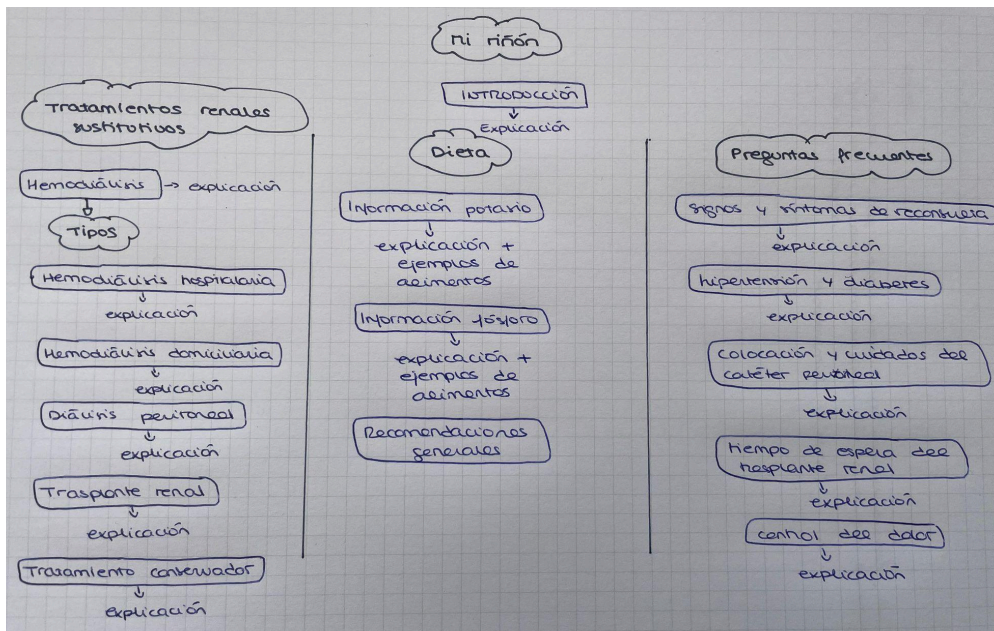 mi riñón
INTRODUCCIÓN
Explicación
Tratamientos renales
sustitutivos
Hemodiálisis → explicación
Tipos
Hemodiálisis hospitalaria
explicación
Hemodiálisis domiciliaria
explicación
Diálisis peritoneal
explicación
Trasplante renal
explicación
Tratamiento conservador
explicación
Dieta
Información potasio
explicación +
ejemplos de
alimentos
Información fósforo
explicación +
ejemplos de
alimentos
Recomendaciones
generales
Preguntas frecuentes
signos y síntomas de reconsulta
explicación
hipertensión y diabetes
explicación
colocación y cuidados del
catéter peritoneal
explicación
tiempo de espera del
trasplante renal
explicación
control del dolor
explicación